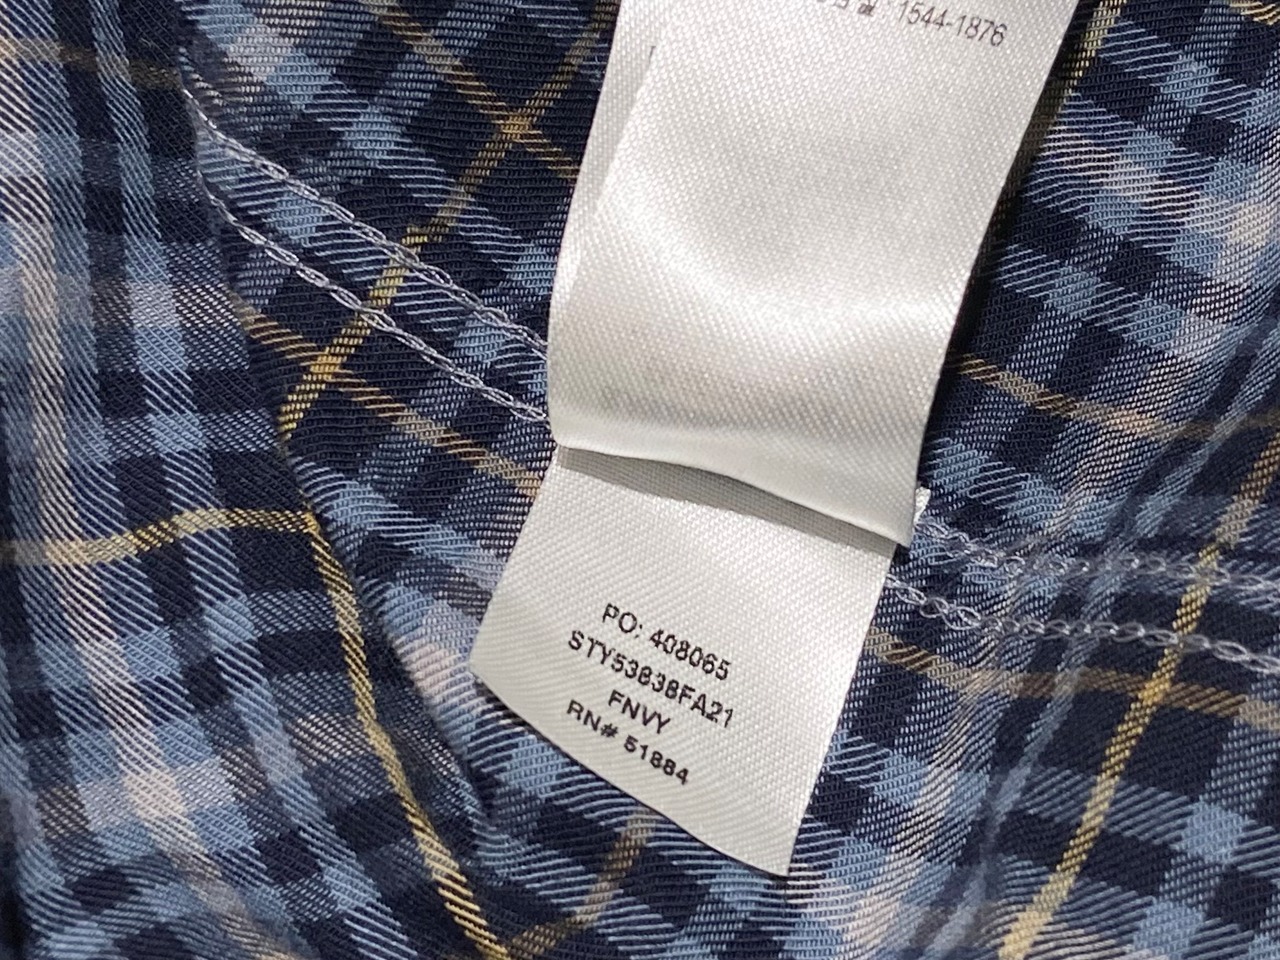 : 1544-1876
PO: 408065
STY53838FA21
FNVY
RN# 51884